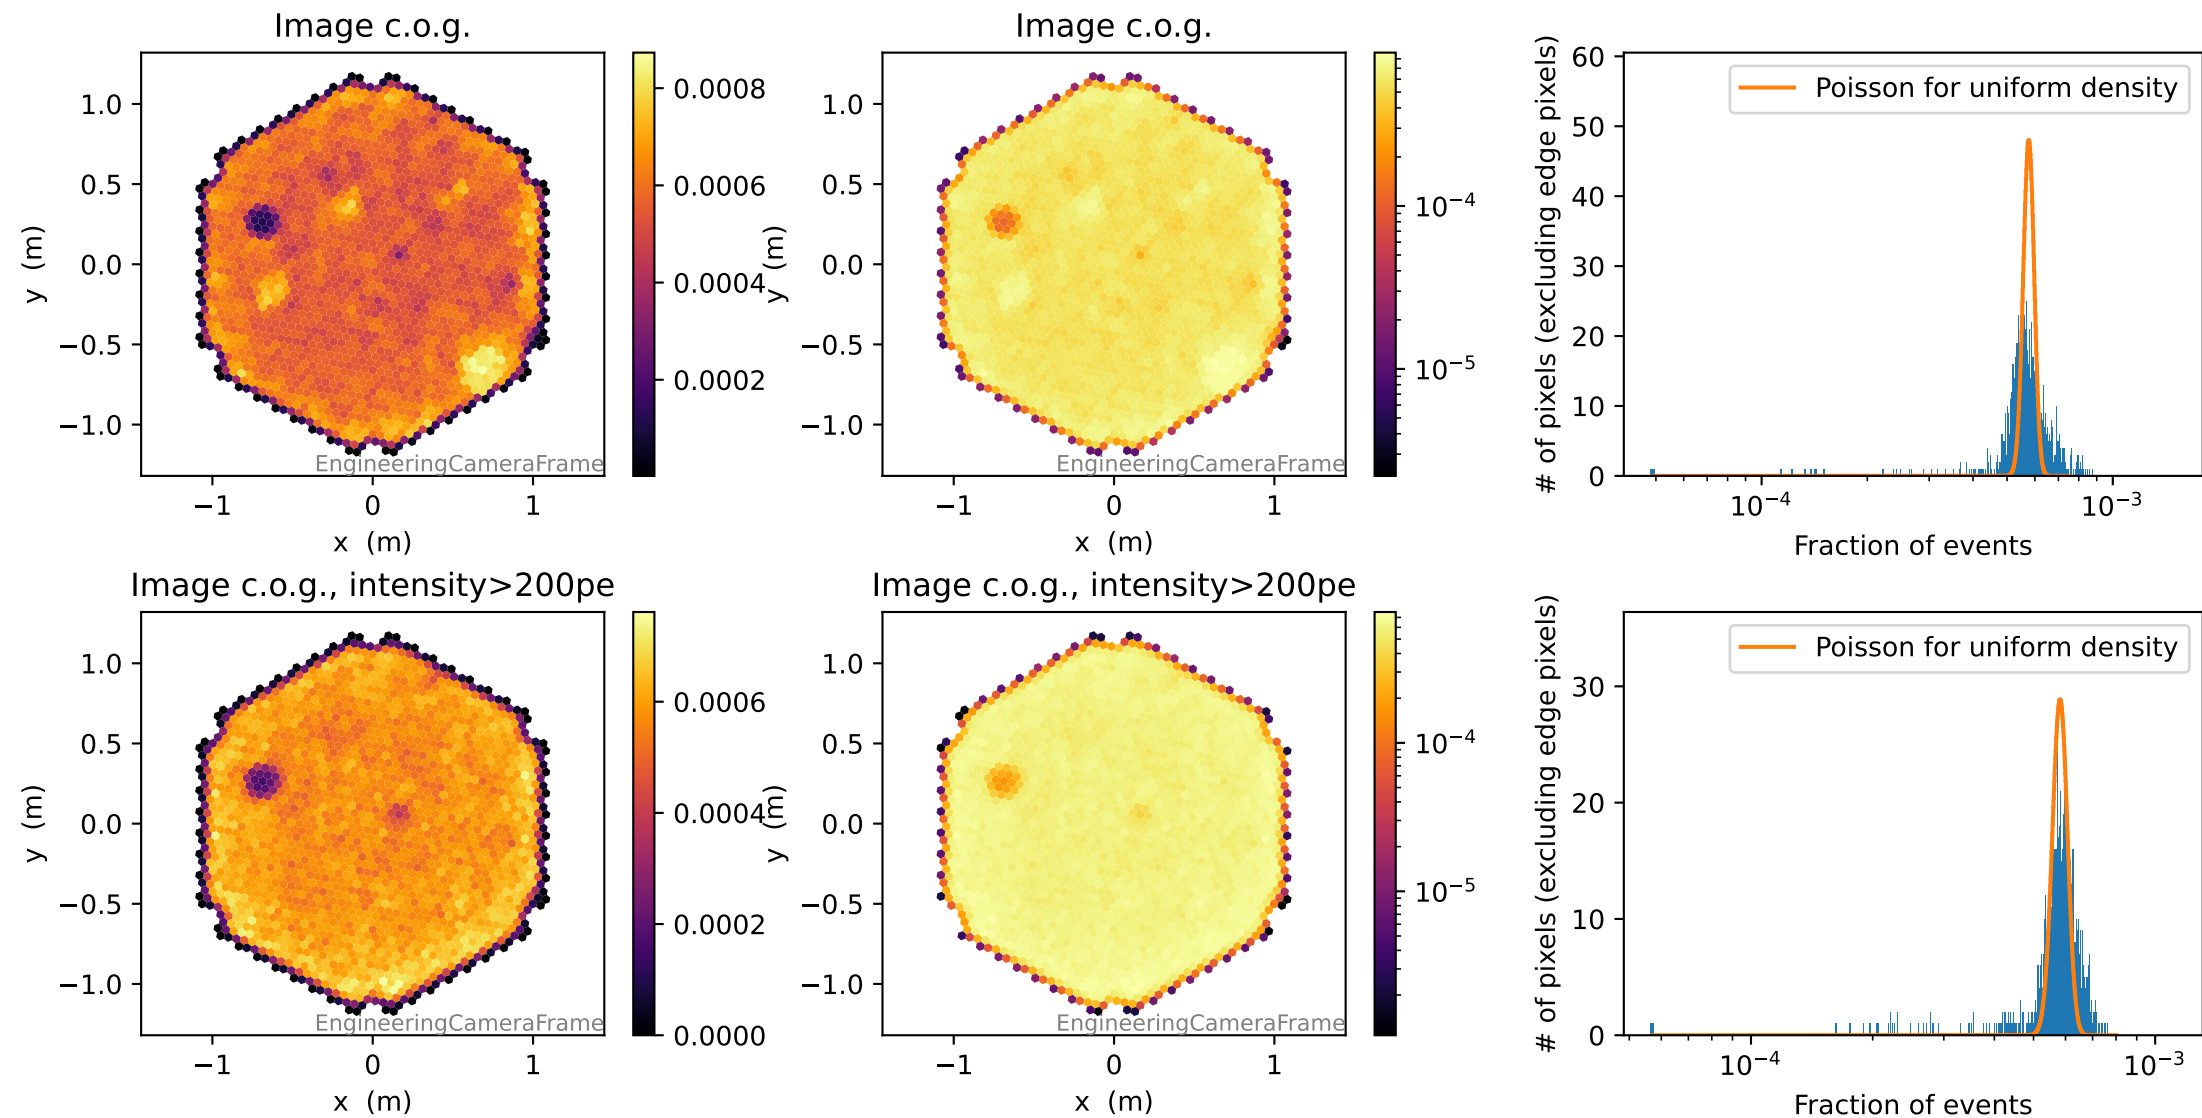 Image c.o.g.
1.0
0.5
0.0
−0.5
−1.0
y (m)
−1
0
1
x (m)
EngineeringCameraFrame
0.0008
0.0006
0.0004
0.0002
Image c.o.g.
1.0
0.5
0.0
−0.5
−1.0
y (m)
−1
0
1
x (m)
EngineeringCameraFrame
10−4
10−5
# of pixels (excluding edge pixels)
60
50
40
30
20
10
0
Poisson for uniform density
10−4
10−3
Fraction of events
Image c.o.g., intensity>200pe
1.0
0.5
0.0
−0.5
−1.0
y (m)
−1
0
1
x (m)
EngineeringCameraFrame
0.0006
0.0004
0.0002
0.0000
Image c.o.g., intensity>200pe
1.0
0.5
0.0
−0.5
−1.0
y (m)
−1
0
1
x (m)
EngineeringCameraFrame
10−4
10−5
# of pixels (excluding edge pixels)
30
20
10
0
Poisson for uniform density
10−4
10−3
Fraction of events